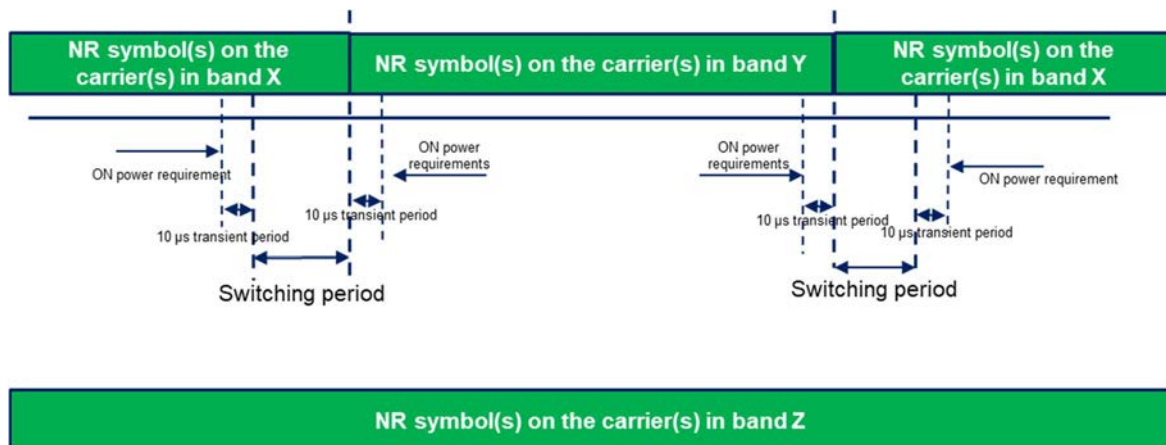 NR symbol(s) on the
carrier(s) in band X
NR symbol(s) on the carrier(s) in band Y
NR symbol(s) on the
carrier(s) in band X
ON power requirement
ON power
requirements
ON power
requirements
ON power requirement
10 µs transient period
10 µs transient period
10 µs transient period
10 µs transient period
Switching period
Switching period
NR symbol(s) on the carrier(s) in band Z